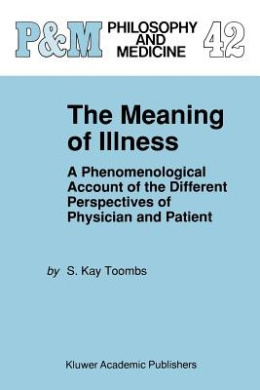 P&M PHILOSOPHY AND MEDICINE 42
The Meaning
of Illness
A Phenomenological
Account of the Different
Perspectives of
Physician and Patient
by S. Kay Toombs
Kluwer Academic Publishers